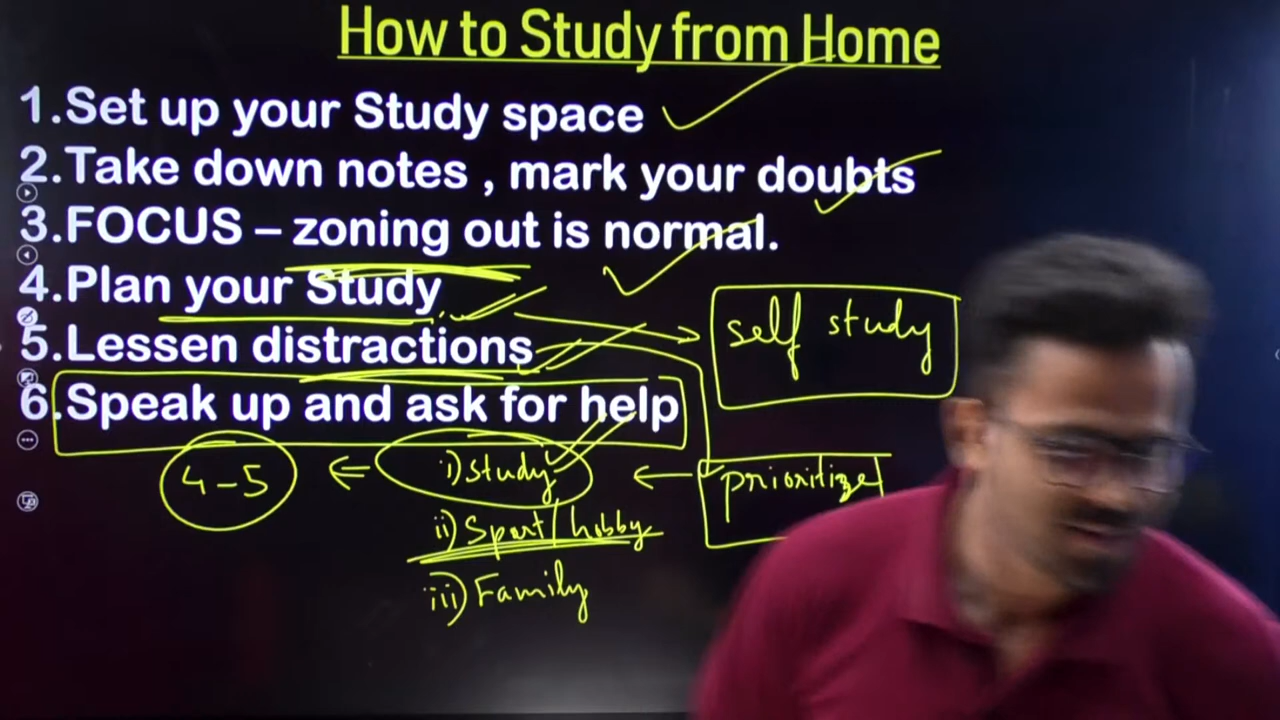 How to Study from Home
1.Set up your Study space
2.Take down notes , mark your doubts
3.FOCUS – zoning out is normal.
4.Plan your Study
self study
5.Lessen distractions
6.Speak up and ask for help
4-5
i) Study
prioritize
ii) Sport/hobby
iii) Family